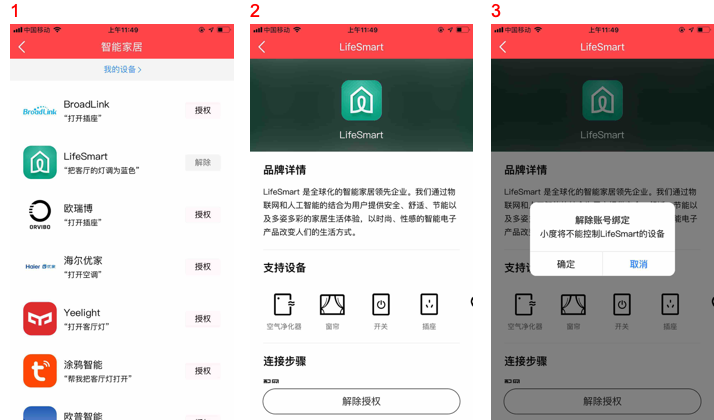 1
中国移动
上午11:49
智能家居
我的设备
BroadLink
BroadLink
“打开插座”
授权
LifeSmart
“把客厅的灯调为蓝色”
解除
ORVIBO
欧瑞博
“打开插座”
授权
Haier
海尔优家
“打开空调”
授权
Yeelight
“打开客厅灯”
授权
涂鸦智能
“帮我把客厅灯打开”
授权
欧普智能
2
中国移动
上午11:49
LifeSmart
LifeSmart
品牌详情
LifeSmart 是全球化的智能家居领先企业。我们通过物
联网和人工智能的结合为用户提供安全、舒适、节能以
及多姿多彩的家居生活体验，以时尚、性感的智能电子
产品改变人们的生活方式。
支持设备
空气净化器
窗帘
开关
插座
连接步骤
解除授权
3
中国移动
上午11:49
LifeSmart
LifeSmart
品牌详情
LifeSmart 是全球化的智能家居领先企业。我们通过物
联网和
及多姿
产品改
节能以
能电子
解除账号绑定
小度将不能控制LifeSmart的设备
确定
取消
支持
空气净化器
窗帘
开关
插座
连接步骤
解除授权